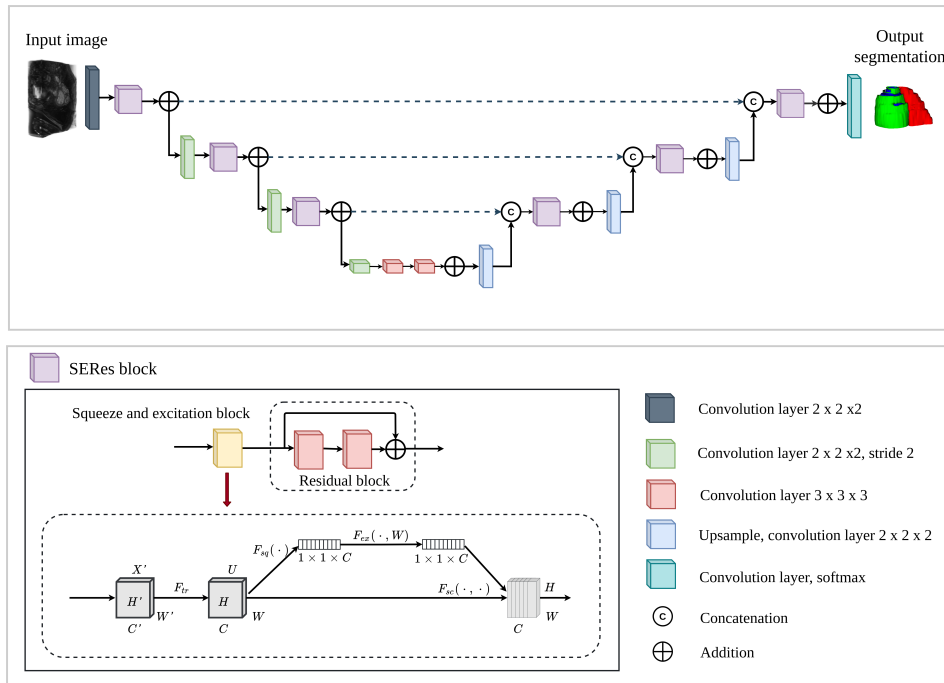 Input image
Output
segmentation
C
C
C
SERes block
Squeeze and excitation block
Residual block
F_sq( · )
F_ex( · , W)
1 × 1 × C
1 × 1 × C
X'
U
F_tr
F_sc( · , · )
H'
H
H
W'
W
W
C'
C
C
Convolution layer 2 x 2 x2
Convolution layer 2 x 2 x2, stride 2
Convolution layer 3 x 3 x 3
Upsample, convolution layer 2 x 2 x 2
Convolution layer, softmax
C
Concatenation
Addition